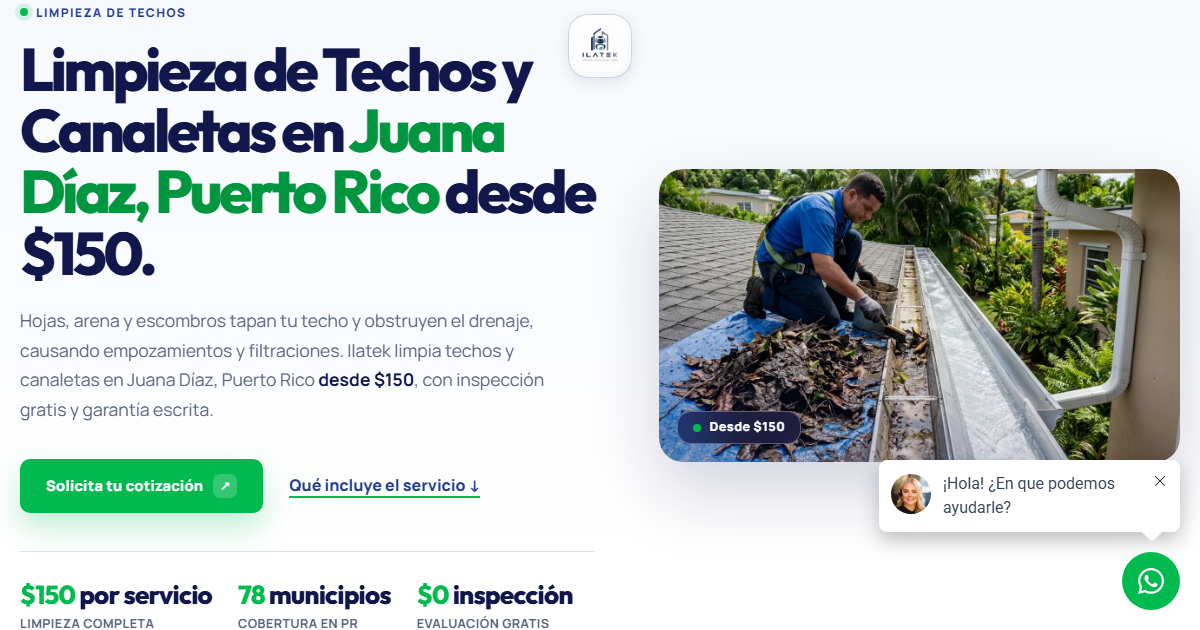 LIMPIEZA DE TECHOS
ILATEK
Limpieza de Techos y
Canaletas en Juana
Díaz, Puerto Rico desde
$150.
Hojas, arena y escombros tapan tu techo y obstruyen el drenaje,
causando empozamientos y filtraciones. Ilatek limpia techos y
canaletas en Juana Díaz, Puerto Rico desde $150, con inspección
gratis y garantía escrita.
Solicita tu cotización ↗
Qué incluye el servicio ↓
Desde $150
¡Hola! ¿En que podemos
ayudarle?
$150 por servicio
LIMPIEZA COMPLETA
78 municipios
COBERTURA EN PR
$0 inspección
EVALUACIÓN GRATIS